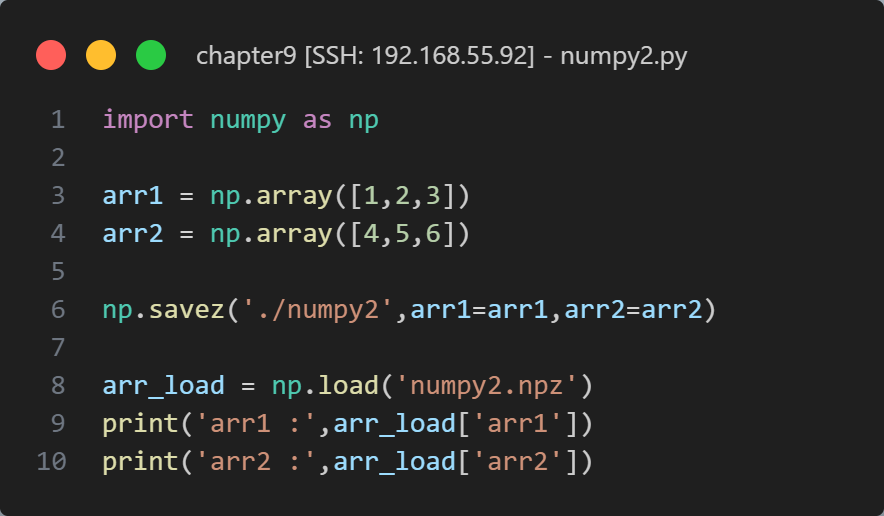 chapter9 [SSH: 192.168.55.92] - numpy2.py
1 import numpy as np
2
3 arr1 = np.array([1,2,3])
4 arr2 = np.array([4,5,6])
5
6 np.savez('./numpy2',arr1=arr1,arr2=arr2)
7
8 arr_load = np.load('numpy2.npz')
9 print('arr1 :',arr_load['arr1'])
10 print('arr2 :',arr_load['arr2'])